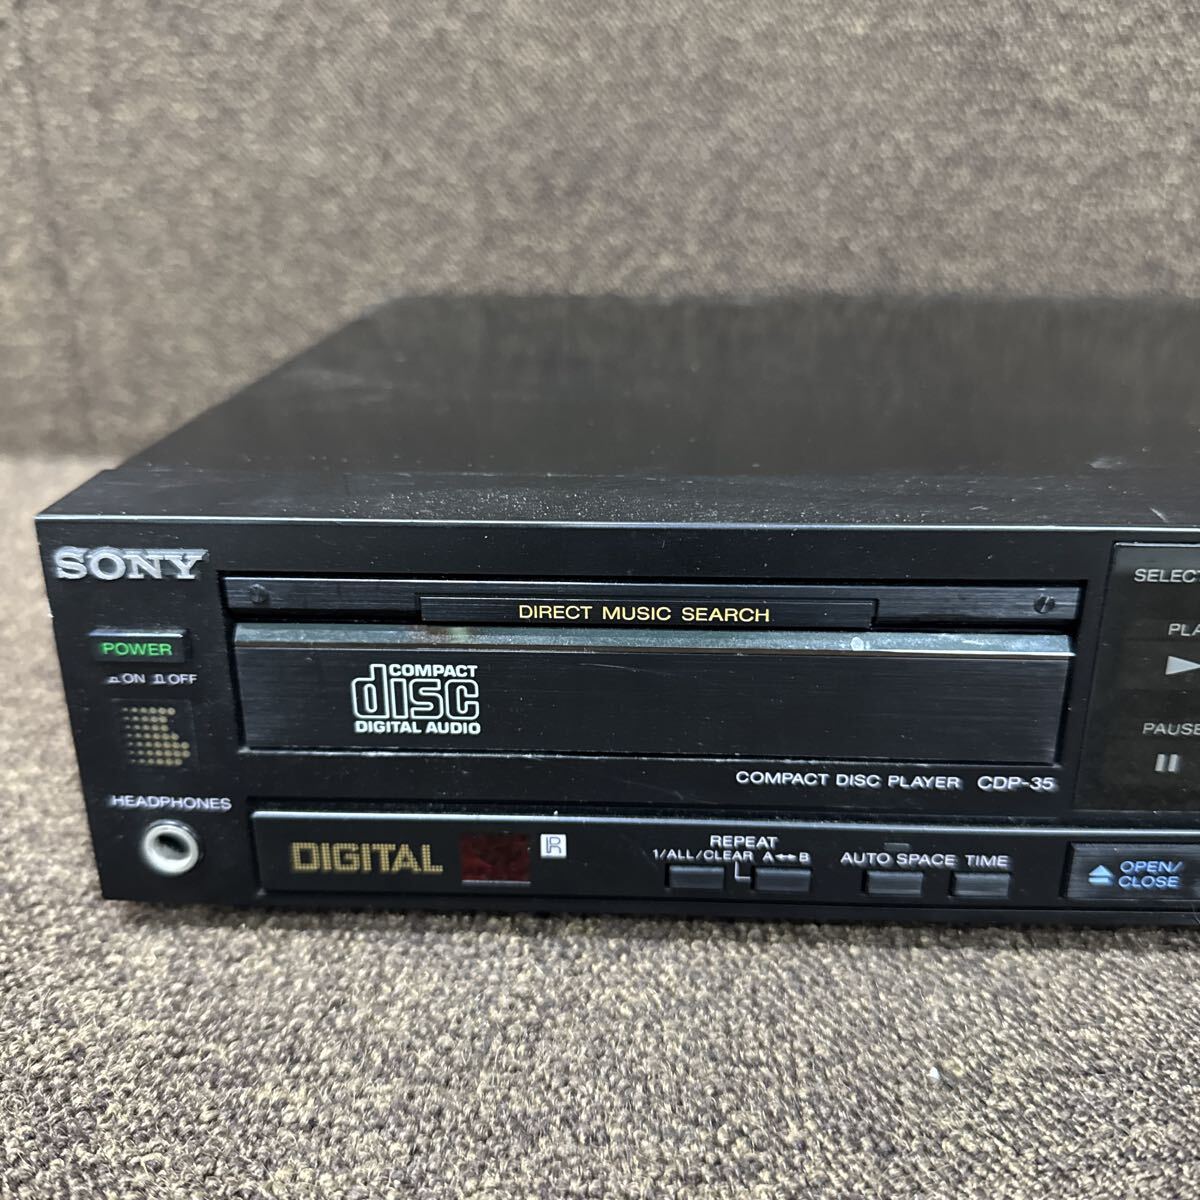 SONY
DIRECT MUSIC SEARCH
POWER
ON OFF
COMPACT
disc
DIGITAL AUDIO
COMPACT DISC PLAYER CDP-35
HEADPHONES
DIGITAL
R
REPEAT
1/ALL/CLEAR A↔B
AUTO SPACE TIME
OPEN/
CLOSE
SELECT
PLA
PAUSE